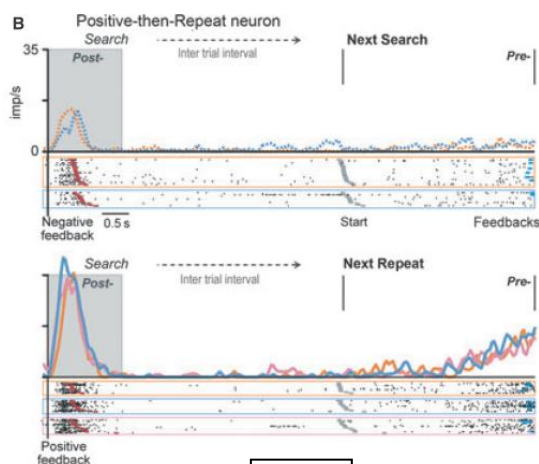 B
Positive-then-Repeat neuron
Search
Inter trial interval
Next Search
Post-
Pre-
35
imp/s
0
Negative
feedback
0.5 s
Start
Feedbacks
Search
Inter trial interval
Next Repeat
Post-
Pre-
Positive
feedback